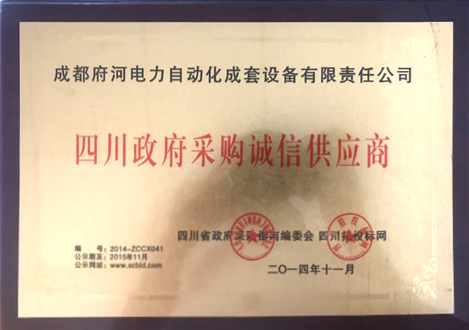 成都府河电力自动化成套设备有限责任公司
四川政府采购诚信供应商
四川省政府采购指南编委会 四川招投标网
编 号：2014-ZCCX041
公示期至：2015年11月
公示网站：www.scbid.com
二〇一四年十一月